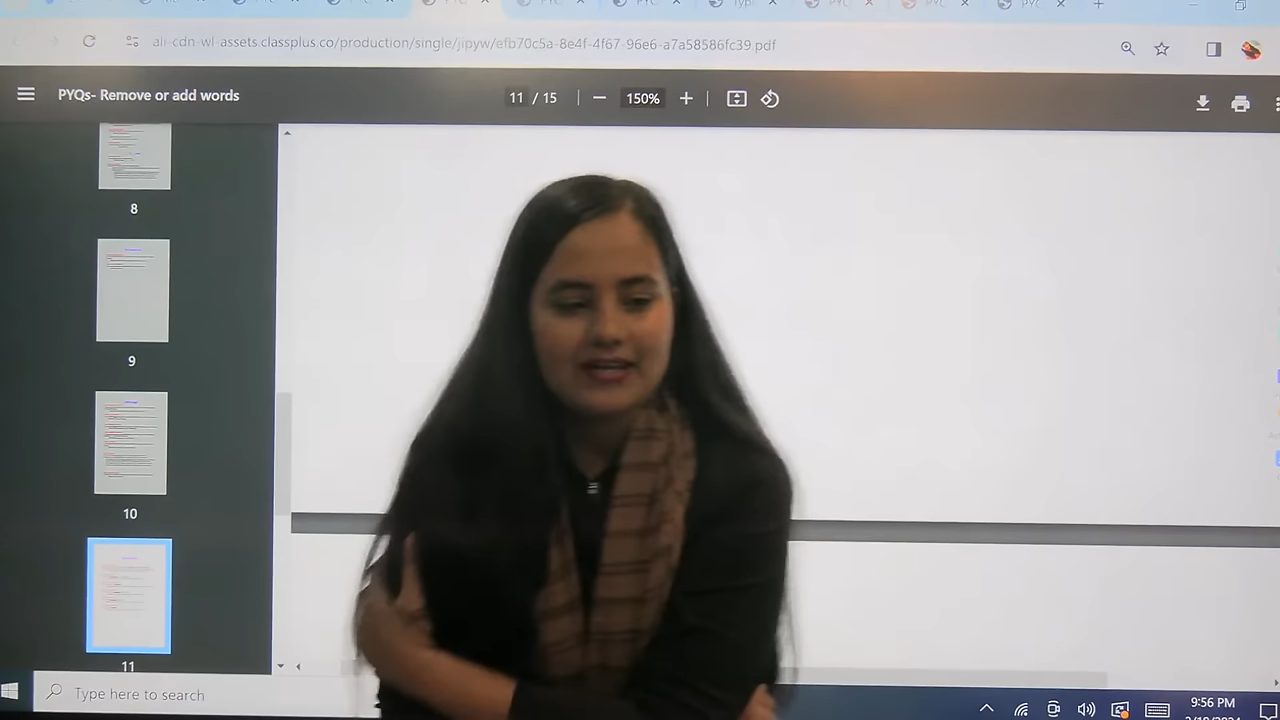 ali-cdn-wl-assets.classplus.co/production/single/jipyw/efb70c5a-8e4f-4f67-96e6-a7a58586fc39.pdf
PYQs- Remove or add words
11 / 15
150%
8
9
10
11
Type here to search
9:56 PM